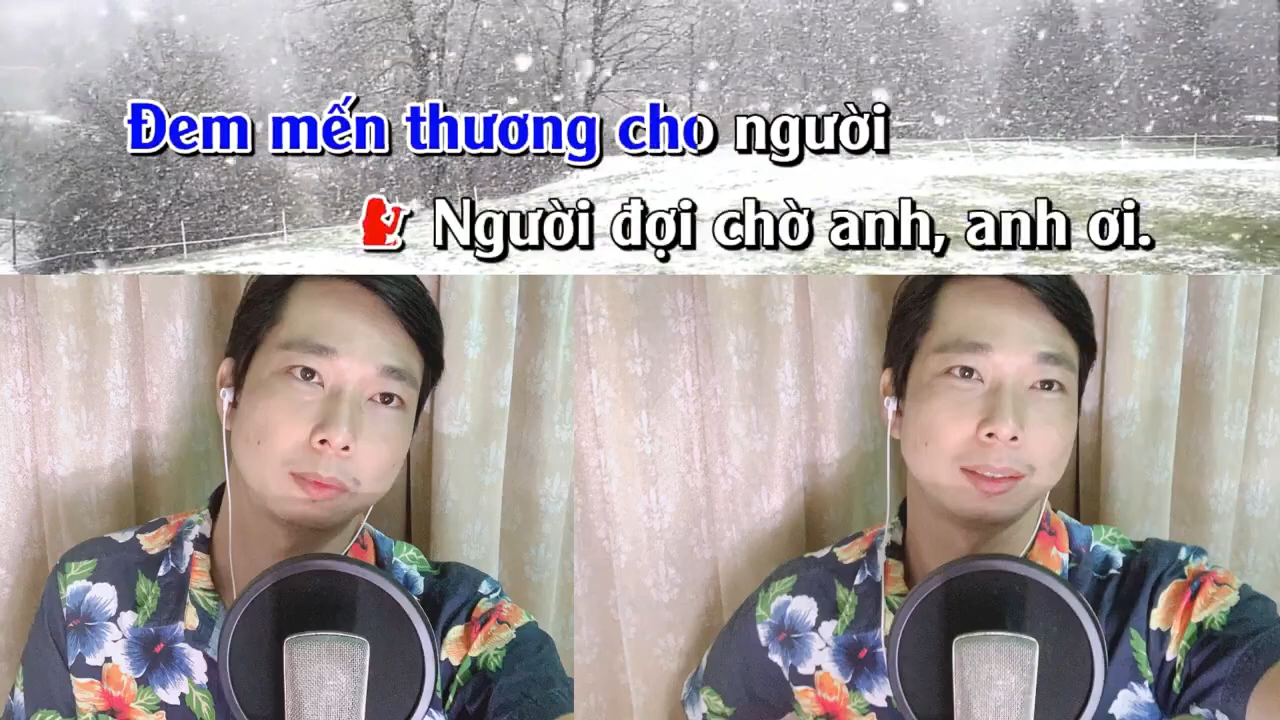 Đem mến thương cho người
Người đợi chờ anh, anh ơi.